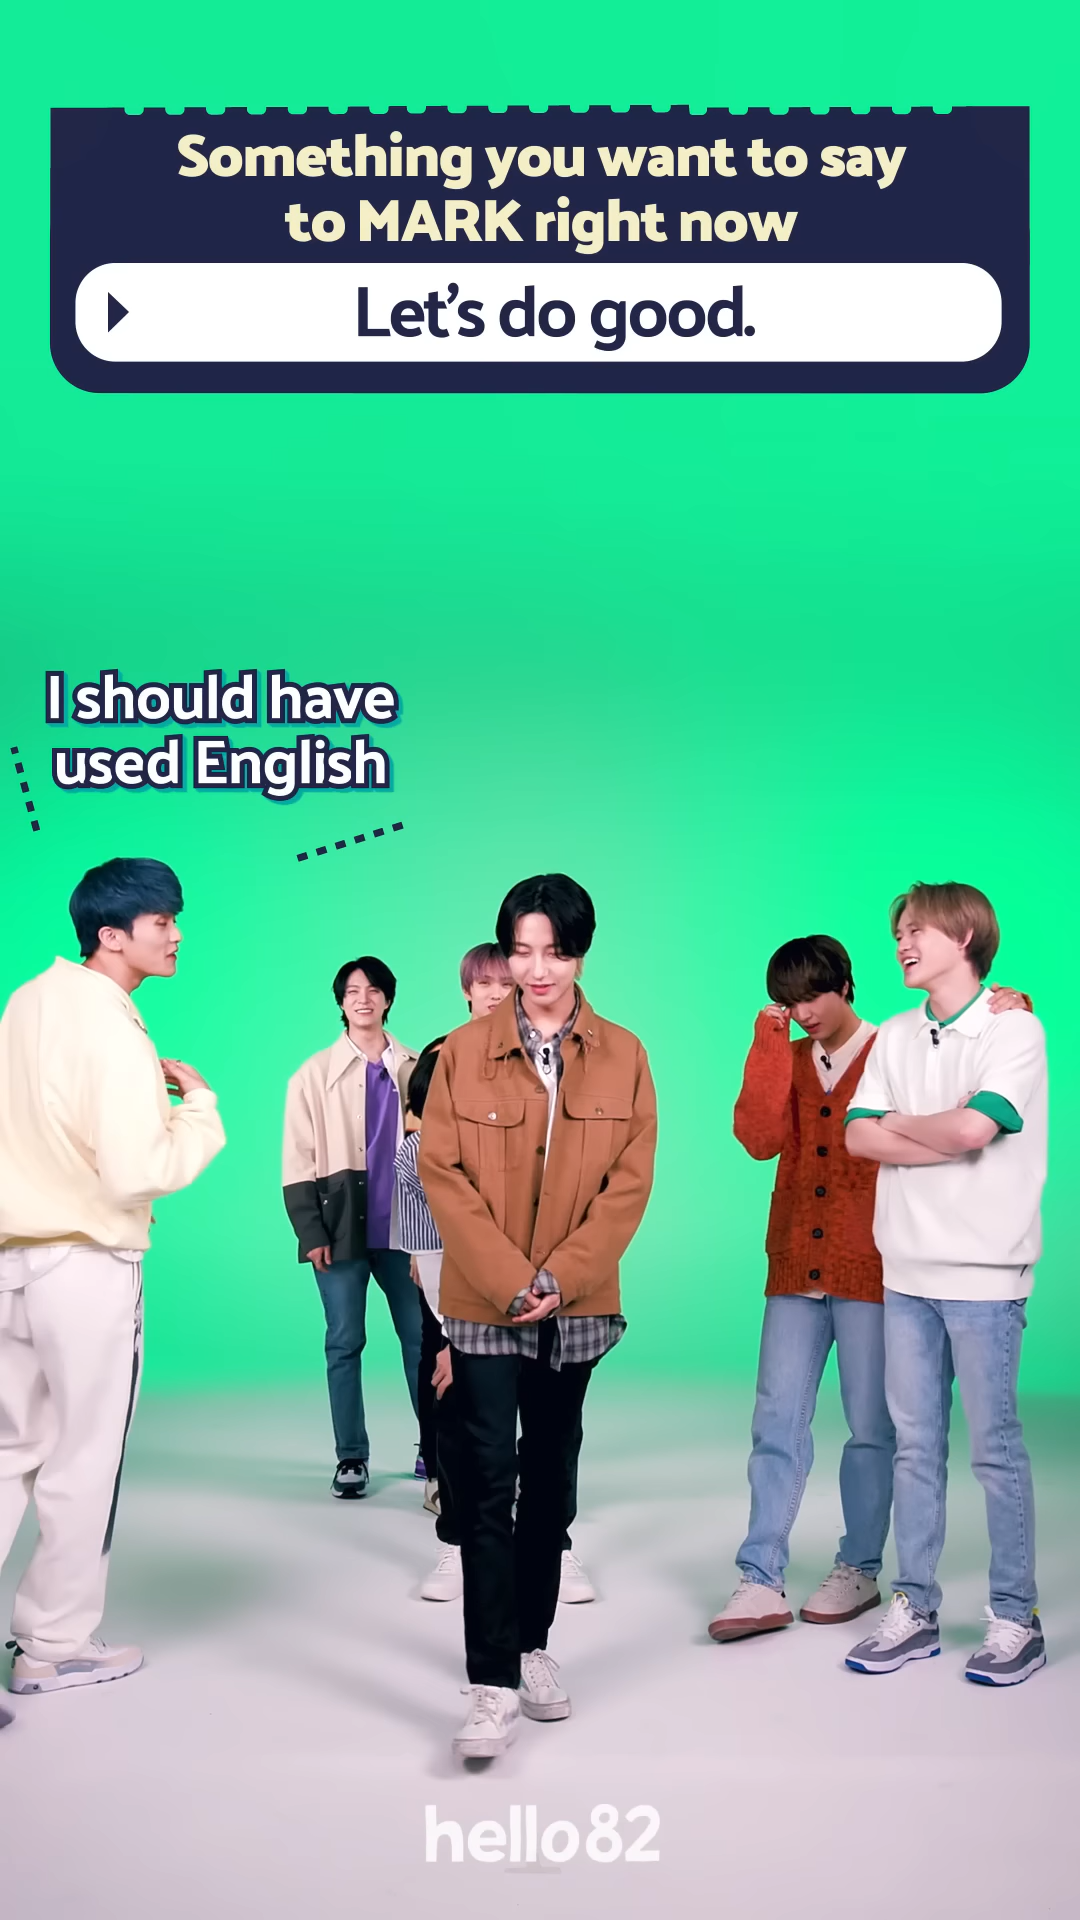 Something you want to say
to MARK right now
Let's do good.
I should have
used English
hello82